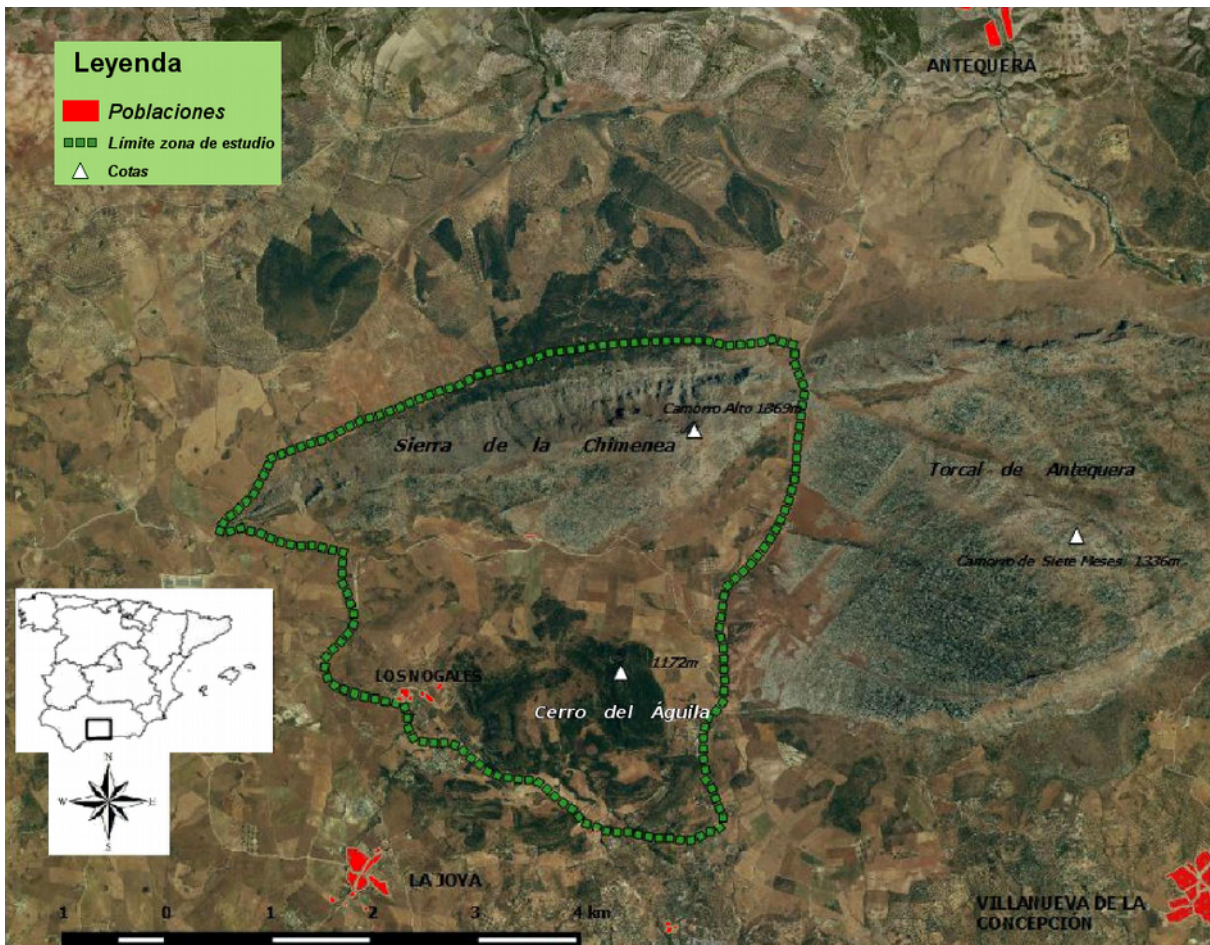 Leyenda
Poblaciones
Límite zona de estudio
Cotas
ANTEQUERA
Camorro Alto 1369m
Sierra de la Chimenea
Torcal de Antequera
Camorro de Siete Meses 1336m
LOS NOGALES
1172m
Cerro del Águila
N
W
E
S
LA JOYA
VILLANUEVA DE LA
CONCEPCIÓN
1 0 1 2 3 4 km